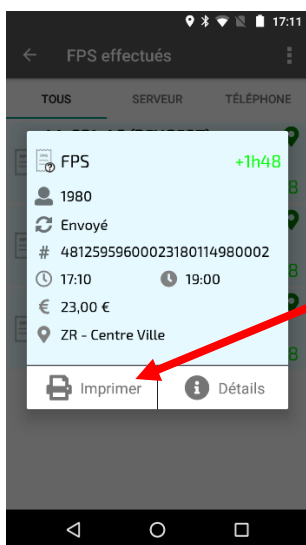 17:11
FPS effectués
TOUS SERVEUR TÉLÉPHONE
FPS +1h48
1980
Envoyé
# 48125959600023180114980002
17:10 19:00
€ 23,00 €
ZR - Centre Ville
Imprimer Détails